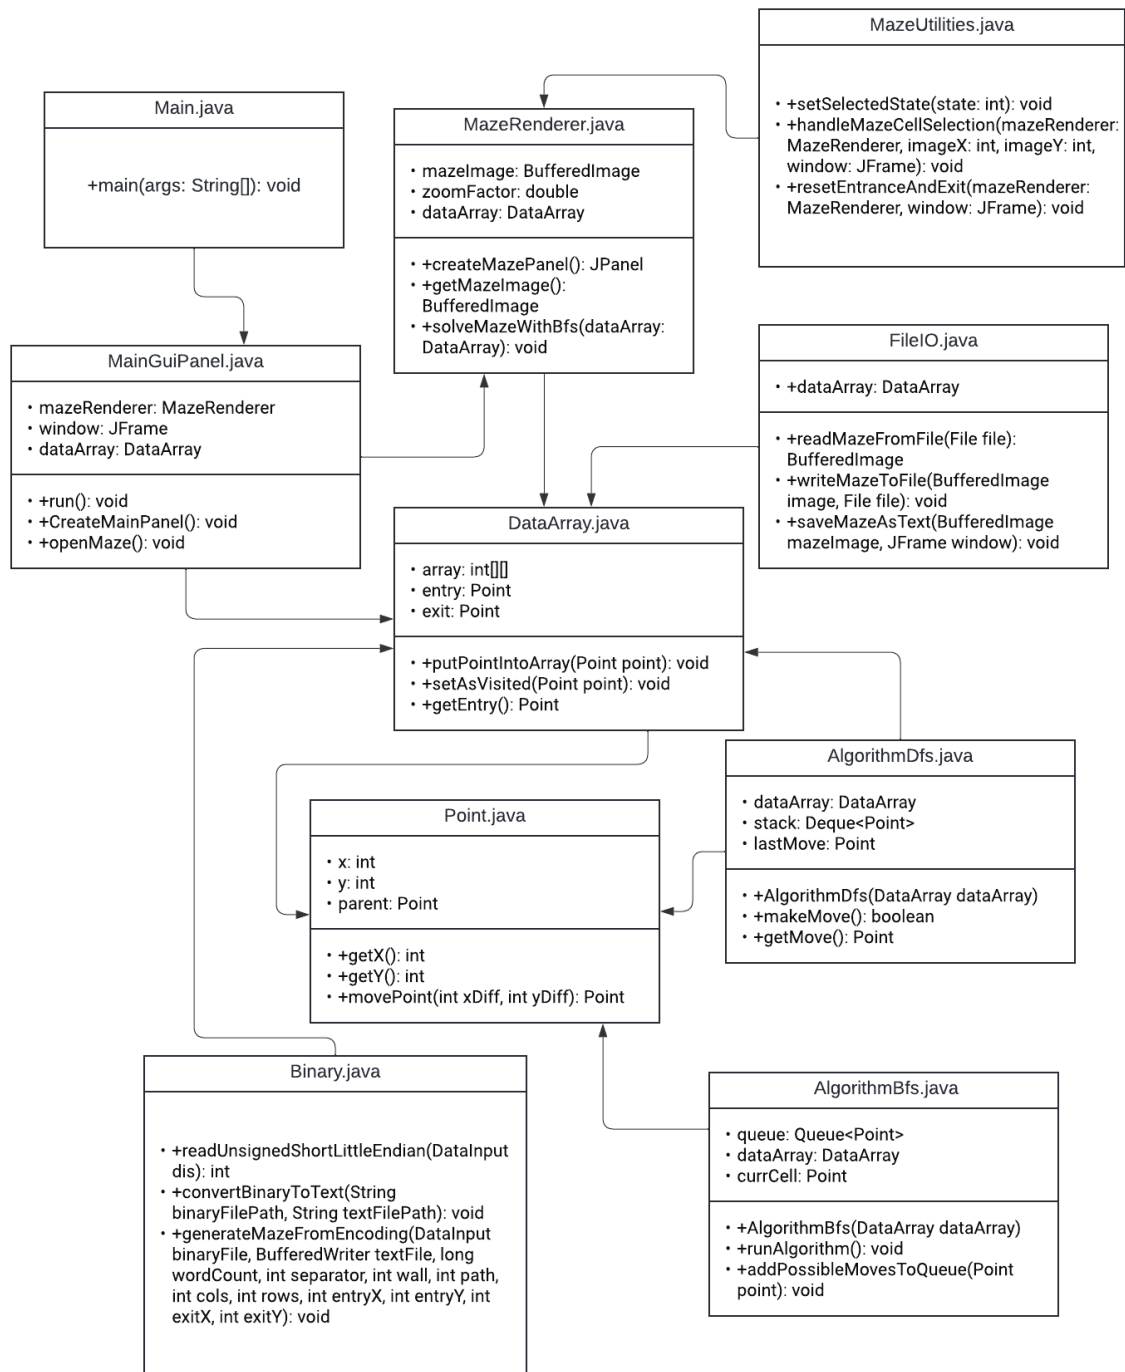 MazeUtilities.java
• +setSelectedState(state: int): void
• +handleMazeCellSelection(mazeRenderer:
MazeRenderer, imageX: int, imageY: int,
window: JFrame): void
• +resetEntranceAndExit(mazeRenderer:
MazeRenderer, window: JFrame): void
Main.java
+main(args: String[]): void
MazeRenderer.java
• mazeImage: BufferedImage
• zoomFactor: double
• dataArray: DataArray
• +createMazePanel(): JPanel
• +getMazeImage():
BufferedImage
• +solveMazeWithBfs(dataArray:
DataArray): void
FileIO.java
• +dataArray: DataArray
• +readMazeFromFile(File file):
BufferedImage
• +writeMazeToFile(BufferedImage
image, File file): void
• +saveMazeAsText(BufferedImage
mazeImage, JFrame window): void
MainGuiPanel.java
• mazeRenderer: MazeRenderer
• window: JFrame
• dataArray: DataArray
• +run(): void
• +CreateMainPanel(): void
• +openMaze(): void
DataArray.java
• array: int[][]
• entry: Point
• exit: Point
• +putPointIntoArray(Point point): void
• +setAsVisited(Point point): void
• +getEntry(): Point
AlgorithmDfs.java
• dataArray: DataArray
• stack: Deque<Point>
• lastMove: Point
• +AlgorithmDfs(DataArray dataArray)
• +makeMove(): boolean
• +getMove(): Point
Point.java
• x: int
• y: int
• parent: Point
• +getX(): int
• +getY(): int
• +movePoint(int xDiff, int yDiff): Point
Binary.java
• +readUnsignedShortLittleEndian(DataInput
dis): int
• +convertBinaryToText(String
binaryFilePath, String textFilePath): void
• +generateMazeFromEncoding(DataInput
binaryFile, BufferedWriter textFile, long
wordCount, int separator, int wall, int path,
int cols, int rows, int entryX, int entryY, int
exitX, int exitY): void
AlgorithmBfs.java
• queue: Queue<Point>
• dataArray: DataArray
• currCell: Point
• +AlgorithmBfs(DataArray dataArray)
• +runAlgorithm(): void
• +addPossibleMovesToQueue(Point
point): void